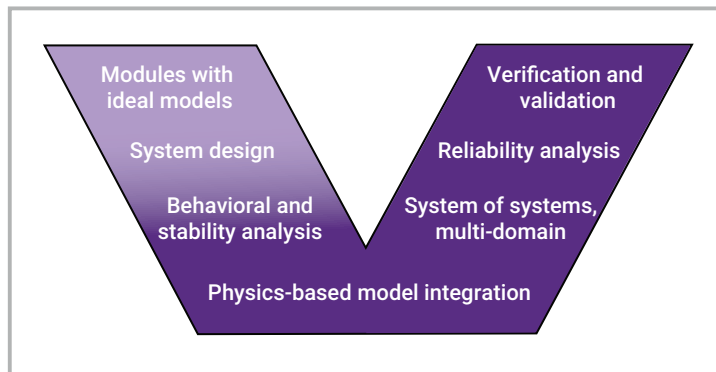 Modules with
ideal models
System design
Behavioral and
stability analysis
Physics-based model integration
System of systems,
multi-domain
Reliability analysis
Verification and
validation